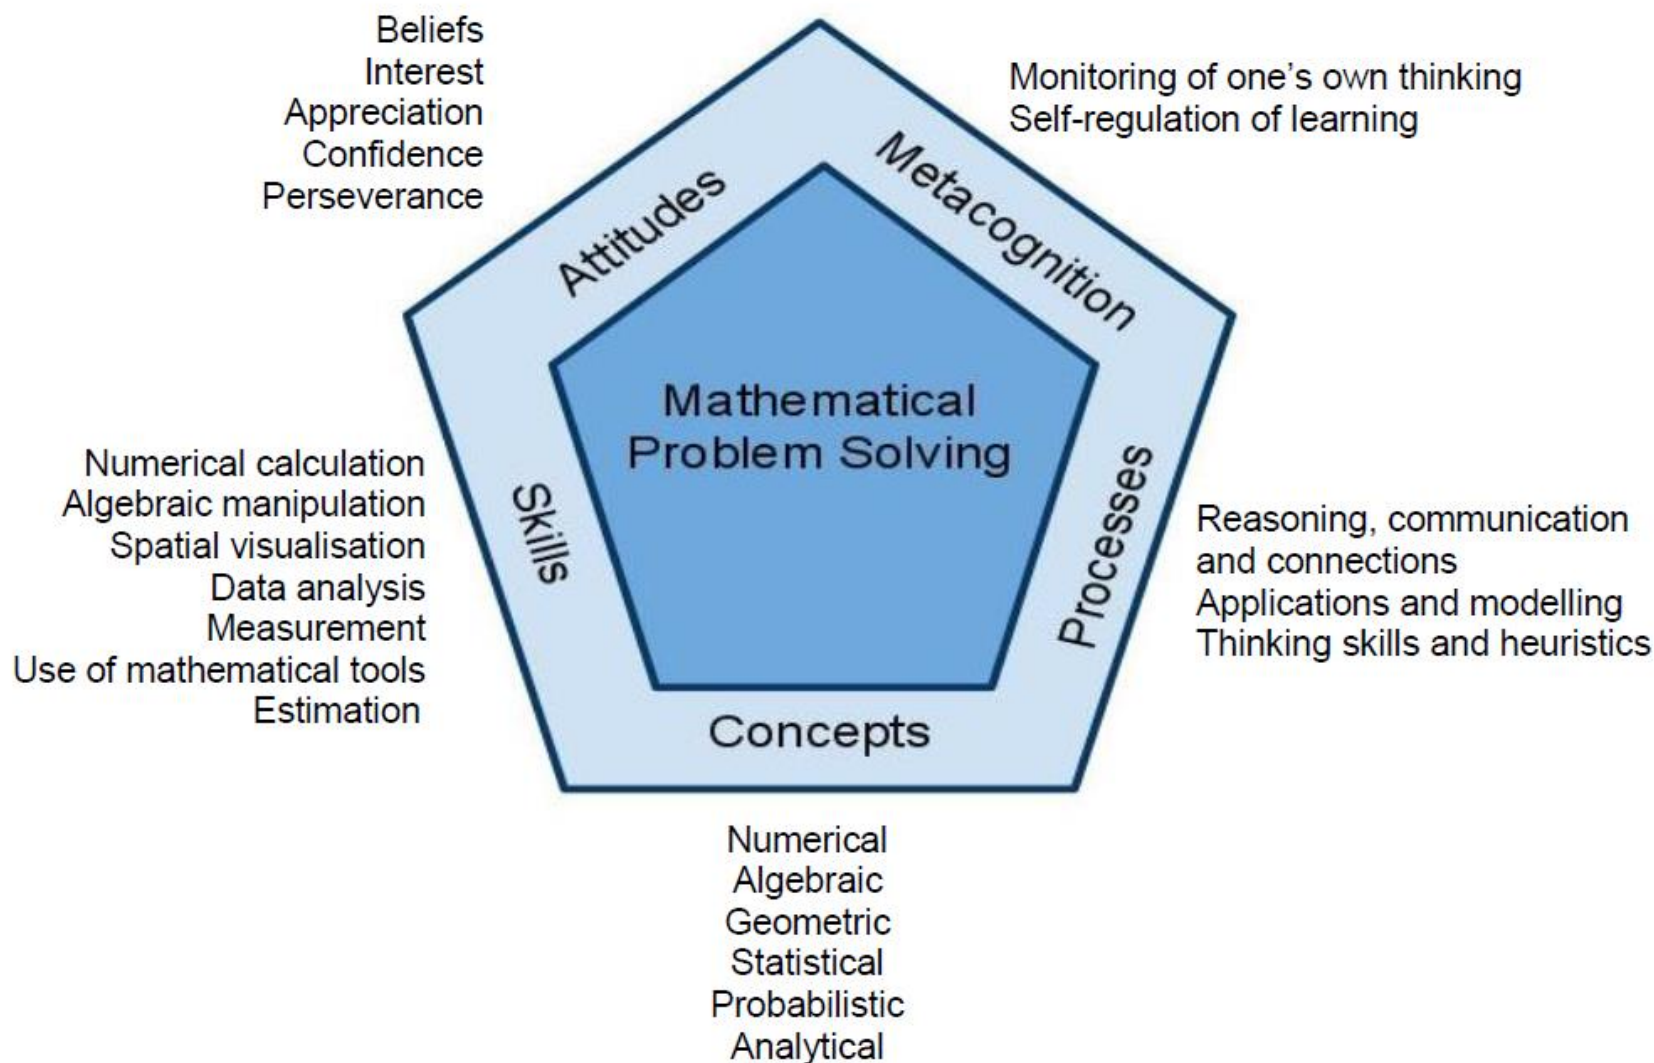 Beliefs
Interest
Appreciation
Confidence
Perseverance
Monitoring of one's own thinking
Self-regulation of learning
Attitudes
Metacognition
Mathematical
Problem Solving
Numerical calculation
Algebraic manipulation
Spatial visualisation
Data analysis
Measurement
Use of mathematical tools
Estimation
Skills
Processes
Reasoning, communication
and connections
Applications and modelling
Thinking skills and heuristics
Concepts
Numerical
Algebraic
Geometric
Statistical
Probabilistic
Analytical